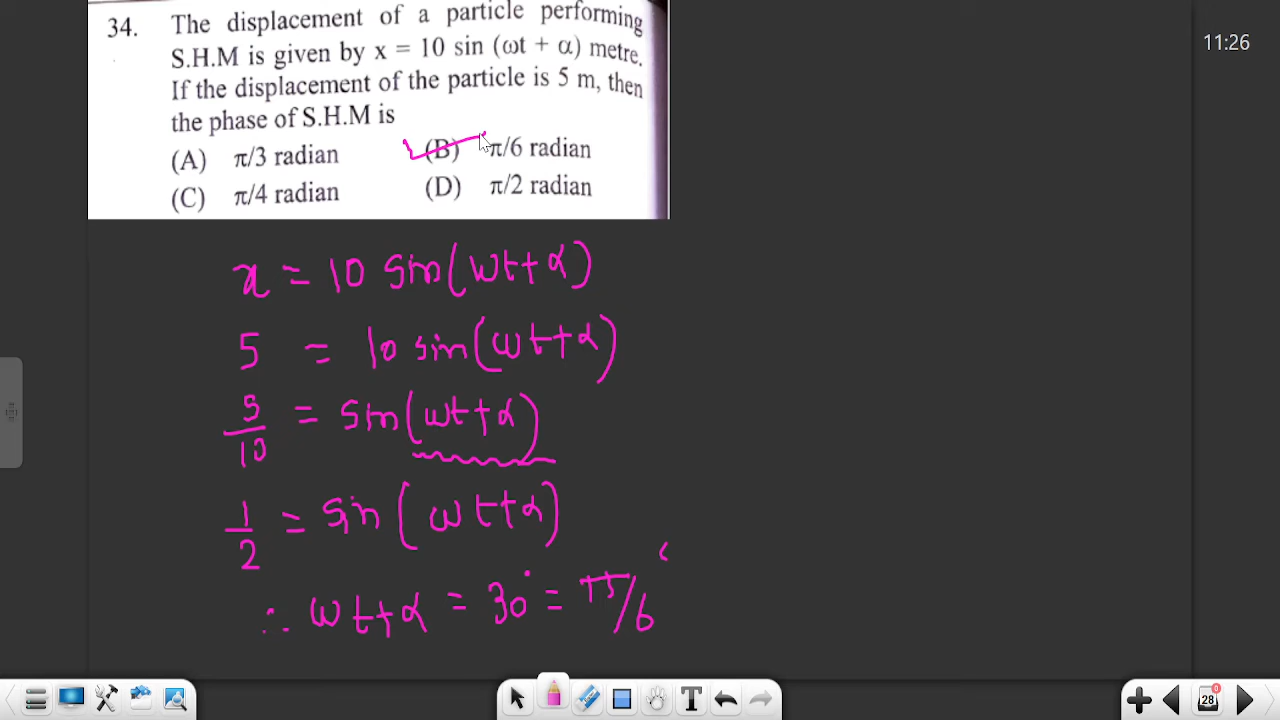 34. The displacement of a particle performing
S.H.M is given by x = 10 sin (ωt + α) metre.
If the displacement of the particle is 5 m, then
the phase of S.H.M is
(A) π/3 radian (B) π/6 radian
(C) π/4 radian (D) π/2 radian
11:26
x = 10 sin(ωt+α)
5 = 10 sin(ωt+α)
5/10 = sin(ωt+α)
1/2 = sin(ωt+α)
∴ ωt+α = 30° = π/6 c
T
28
0